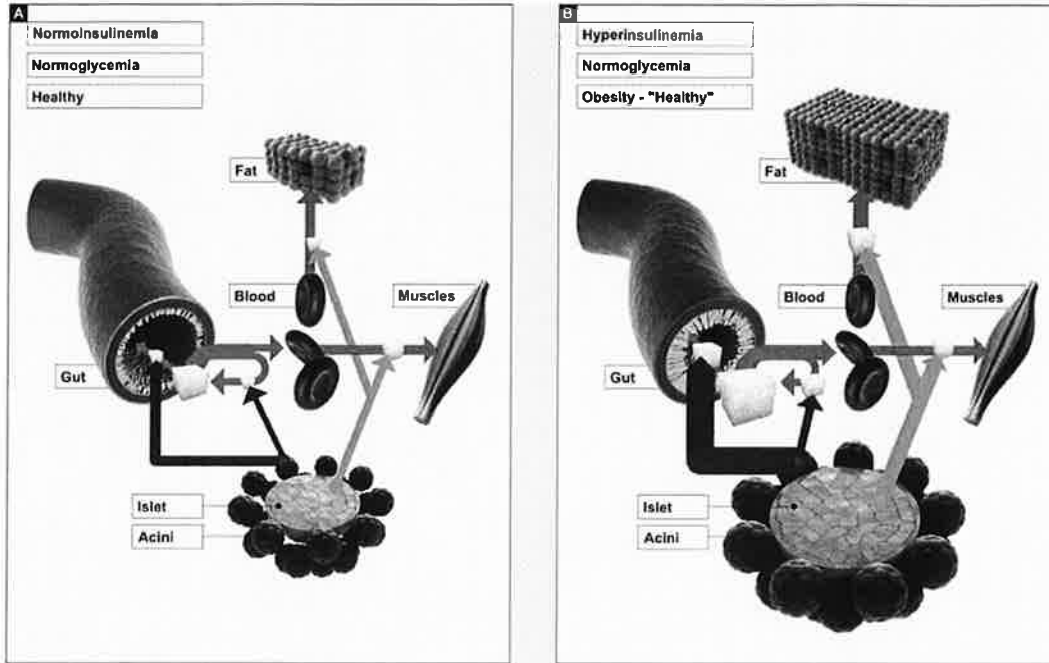 A
Normoinsulinemia
Normoglycemia
Healthy
Fat
Blood
Muscles
Gut
Islet
Acini
B
Hyperinsulinemia
Normoglycemia
Obesity - "Healthy"
Fat
Blood
Muscles
Gut
Islet
Acini